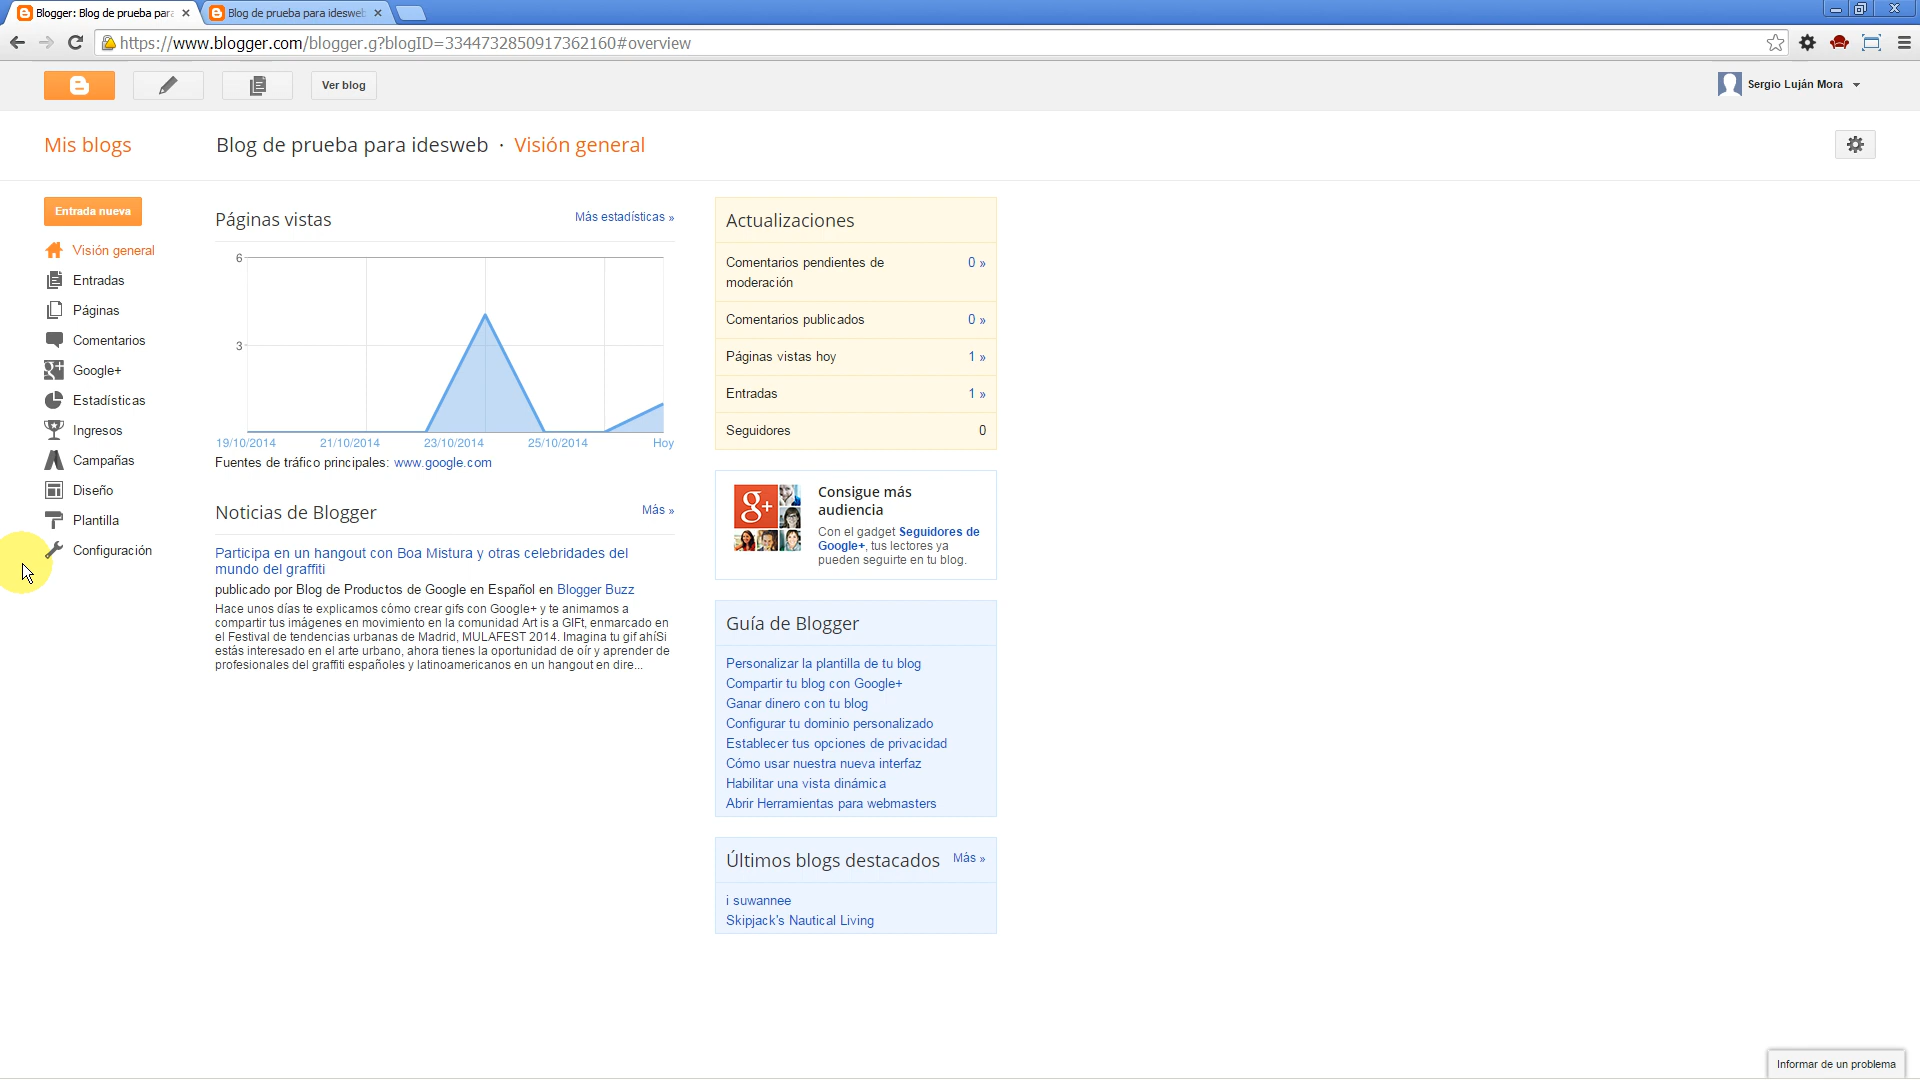 Blogger: Blog de prueba para
Blog de prueba para idesweb
https://www.blogger.com/blogger.g?blogID=3344732850917362160#overview
Ver blog
Sergio Luján Mora
Mis blogs
Blog de prueba para idesweb · Visión general
Entrada nueva
Visión general
Entradas
Páginas
Comentarios
Google+
Estadísticas
Ingresos
Campañas
Diseño
Plantilla
Configuración
Páginas vistas
Más estadísticas »
6
3
19/10/2014
21/10/2014
23/10/2014
25/10/2014
Hoy
Fuentes de tráfico principales: www.google.com
Noticias de Blogger
Más »
Participa en un hangout con Boa Mistura y otras celebridades del
mundo del graffiti
publicado por Blog de Productos de Google en Español en Blogger Buzz
Hace unos días te explicamos cómo crear gifs con Google+ y te animamos a
compartir tus imágenes en movimiento en la comunidad Art is a GIFt, enmarcado en
el Festival de tendencias urbanas de Madrid, MULAFEST 2014. Imagina tu gif ahíSi
estás interesado en el arte urbano, ahora tienes la oportunidad de oír y aprender de
profesionales del graffiti españoles y latinoamericanos en un hangout en dire...
Actualizaciones
Comentarios pendientes de
moderación
0 »
Comentarios publicados
0 »
Páginas vistas hoy
1 »
Entradas
1 »
Seguidores
0
g+
Consigue más
audiencia
Con el gadget Seguidores de
Google+, tus lectores ya
pueden seguirte en tu blog.
Guía de Blogger
Personalizar la plantilla de tu blog
Compartir tu blog con Google+
Ganar dinero con tu blog
Configurar tu dominio personalizado
Establecer tus opciones de privacidad
Cómo usar nuestra nueva interfaz
Habilitar una vista dinámica
Abrir Herramientas para webmasters
Últimos blogs destacados
Más »
i suwannee
Skipjack's Nautical Living
Informar de un problema